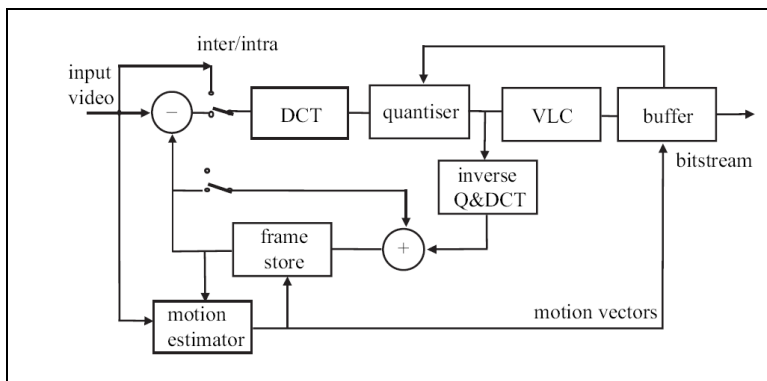 inter/intra
input
video
−
DCT
quantiser
VLC
buffer
bitstream
inverse
Q&DCT
frame
store
+
motion
estimator
motion vectors